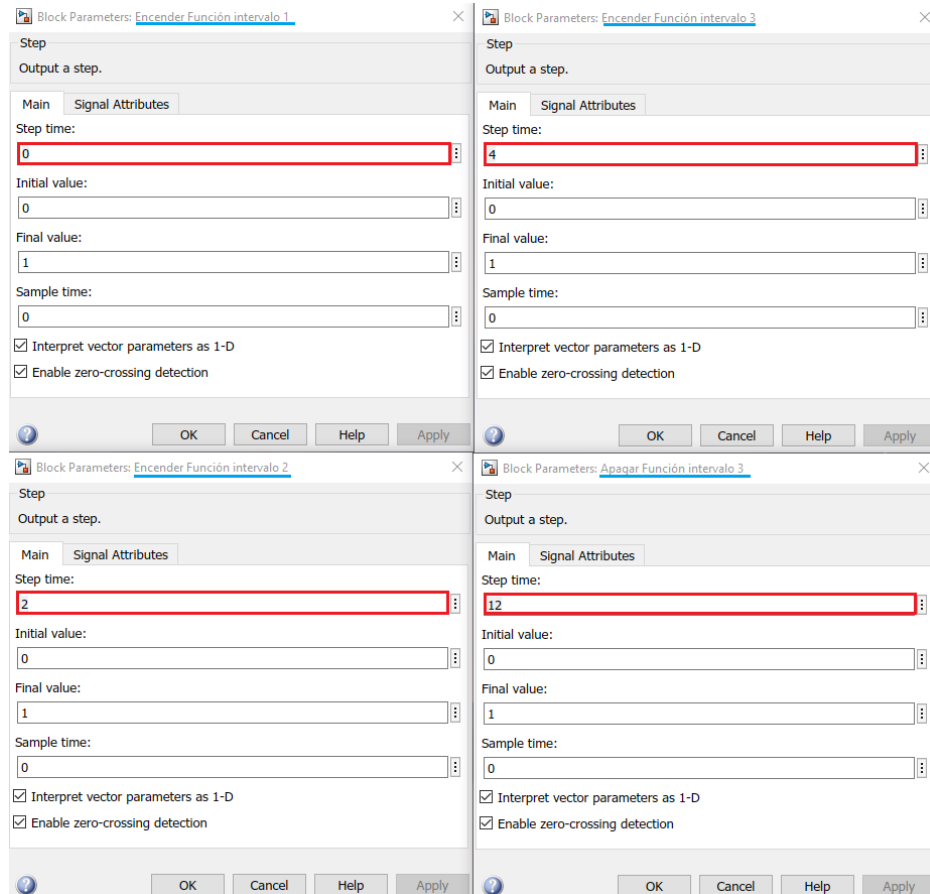 Block Parameters: Encender Función intervalo 1
Step
Output a step.
Main Signal Attributes
Step time:
0
Initial value:
0
Final value:
1
Sample time:
0
Interpret vector parameters as 1-D
Enable zero-crossing detection
OK Cancel Help Apply
Block Parameters: Encender Función intervalo 3
Step
Output a step.
Main Signal Attributes
Step time:
4
Initial value:
0
Final value:
1
Sample time:
0
Interpret vector parameters as 1-D
Enable zero-crossing detection
OK Cancel Help Apply
Block Parameters: Encender Función intervalo 2
Step
Output a step.
Main Signal Attributes
Step time:
2
Initial value:
0
Final value:
1
Sample time:
0
Interpret vector parameters as 1-D
Enable zero-crossing detection
OK Cancel Help Apply
Block Parameters: Apagar Función intervalo 3
Step
Output a step.
Main Signal Attributes
Step time:
12
Initial value:
0
Final value:
1
Sample time:
0
Interpret vector parameters as 1-D
Enable zero-crossing detection
OK Cancel Help Apply